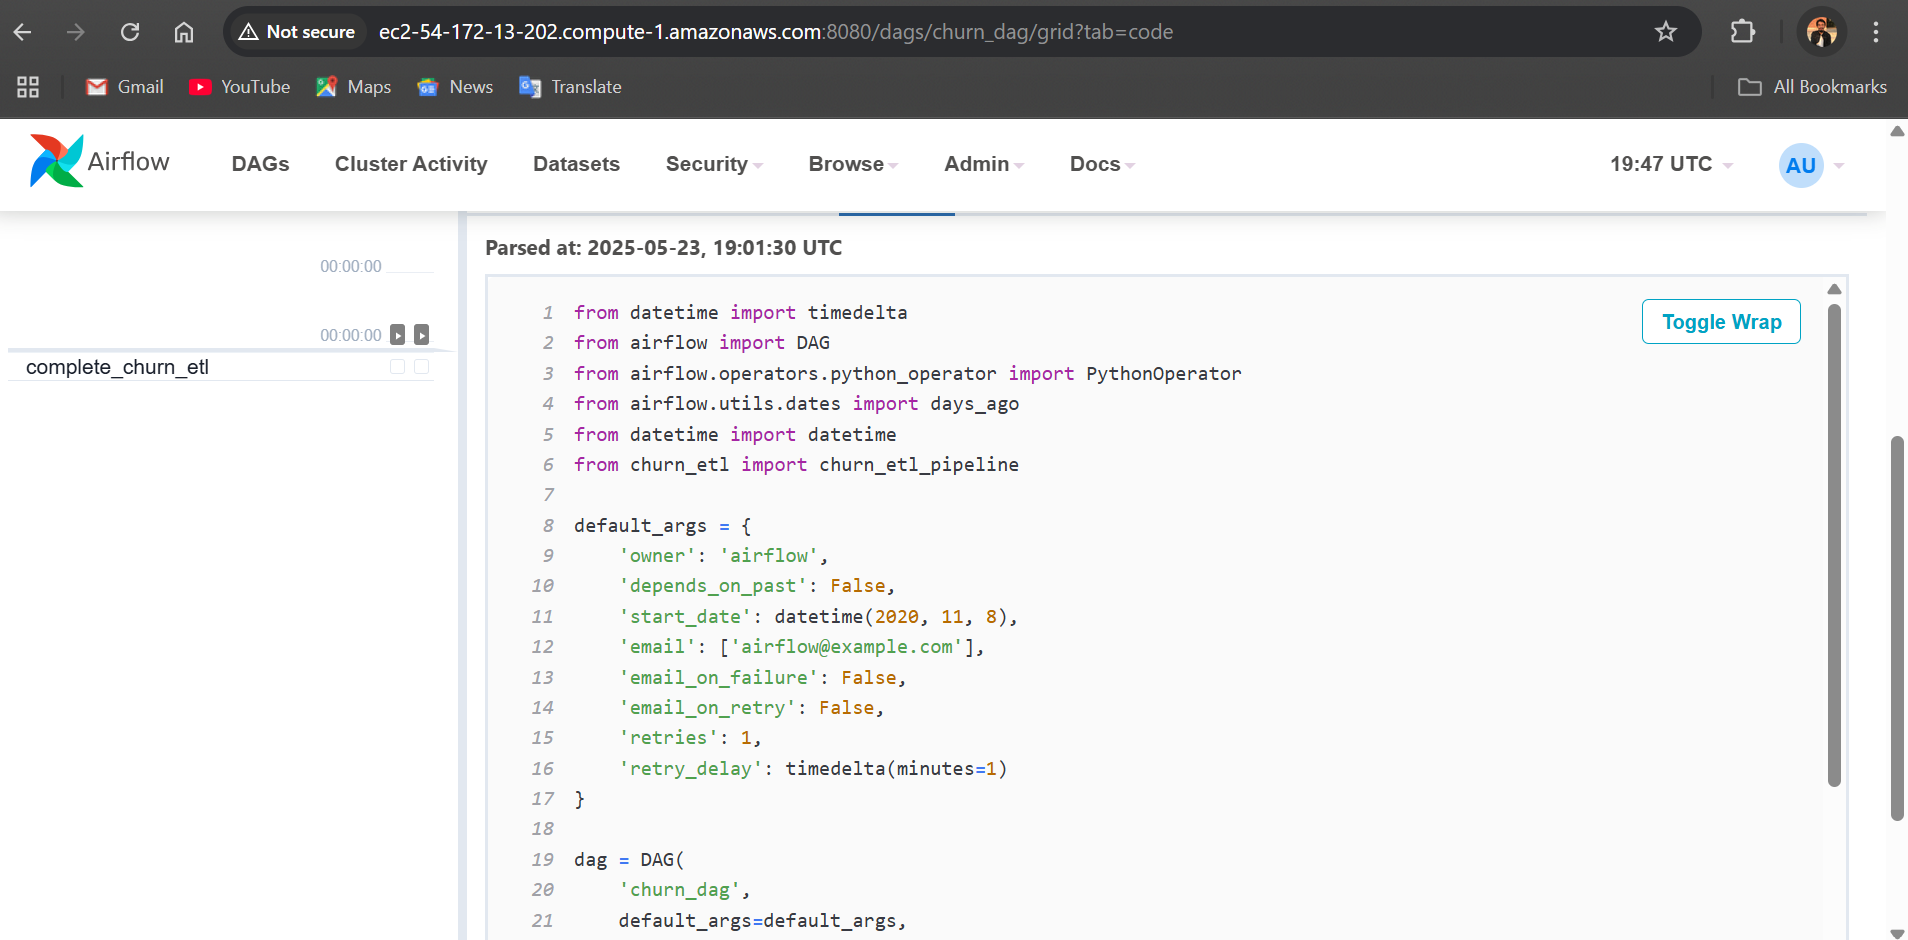 Not secure ec2-54-172-13-202.compute-1.amazonaws.com:8080/dags/churn_dag/grid?tab=code
Gmail YouTube Maps News Translate All Bookmarks
Airflow DAGs Cluster Activity Datasets Security Browse Admin Docs 19:47 UTC AU
Parsed at: 2025-05-23, 19:01:30 UTC
00:00:00
00:00:00
complete_churn_etl
Toggle Wrap
1 from datetime import timedelta
2 from airflow import DAG
3 from airflow.operators.python_operator import PythonOperator
4 from airflow.utils.dates import days_ago
5 from datetime import datetime
6 from churn_etl import churn_etl_pipeline
7
8 default_args = {
9     'owner': 'airflow',
10     'depends_on_past': False,
11     'start_date': datetime(2020, 11, 8),
12     'email': ['airflow@example.com'],
13     'email_on_failure': False,
14     'email_on_retry': False,
15     'retries': 1,
16     'retry_delay': timedelta(minutes=1)
17 }
18
19 dag = DAG(
20     'churn_dag',
21     default_args=default_args,